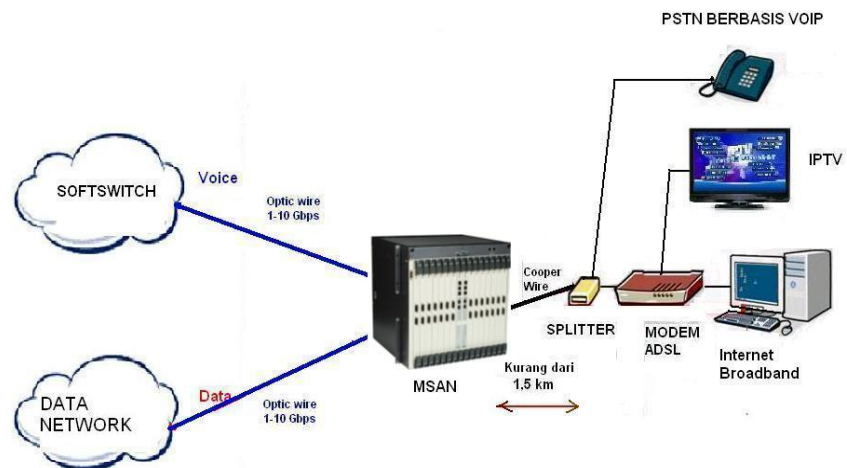 PSTN BERBASIS VOIP
IPTV
SOFTSWITCH
Voice
Optic wire
1-10 Gbps
Cooper
Wire
SPLITTER
MODEM
ADSL
Internet
Broadband
MSAN
Kurang dari
1,5 km
DATA
NETWORK
Data
Optic wire
1-10 Gbps